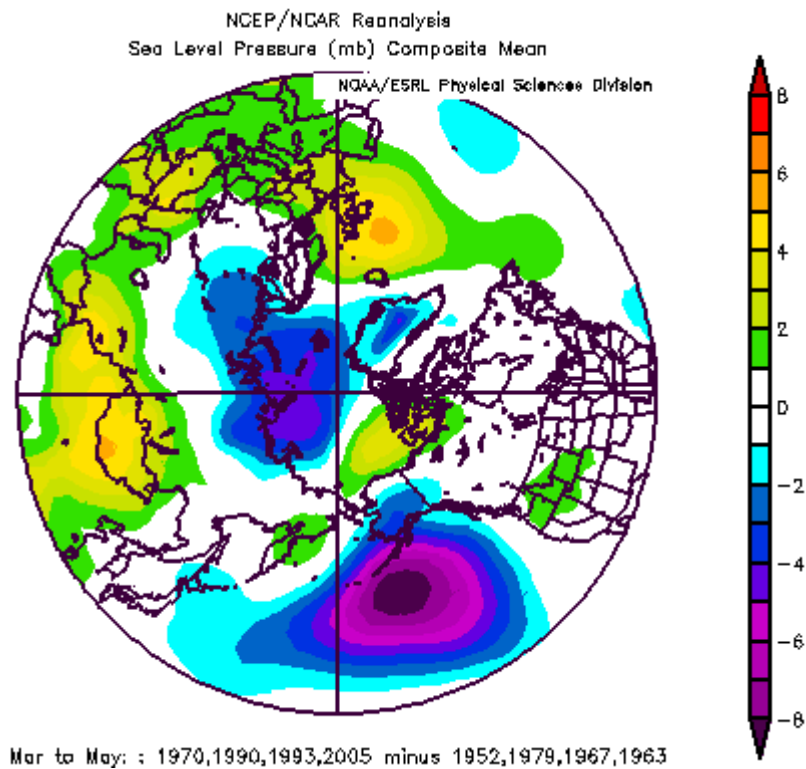 NCEP/NCAR Reanalysis
Sea Level Pressure (mb) Composite Mean
NOAA/ESRL Physical Sciences Division
8
6
4
2
0
-2
-4
-6
-8
Mar to May: : 1970,1990,1993,2005 minus 1952,1979,1967,1963